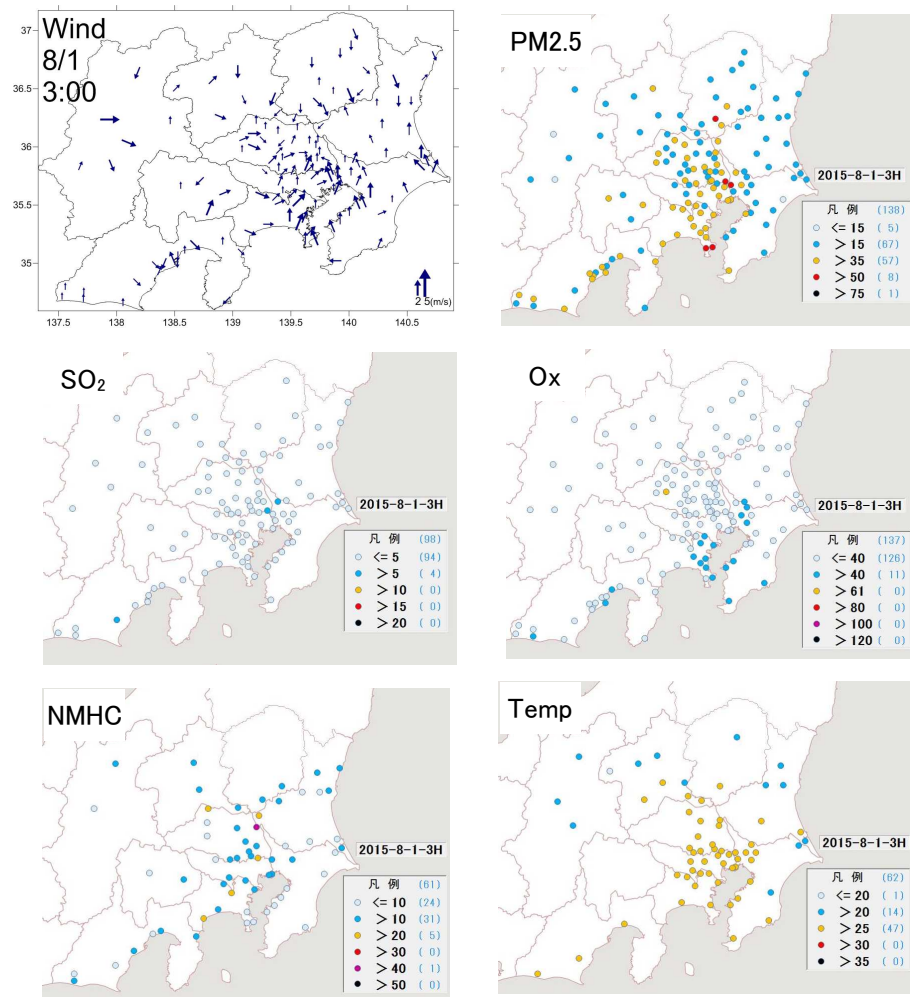 Wind
8/1
3:00
37
36.5
36
35.5
35
137.5 138 138.5 139 139.5 140 140.5
2 5(m/s)
PM2.5
2015-8-1-3H
凡 例 (138)
<= 15 ( 5)
> 15 (67)
> 35 (57)
> 50 ( 8)
> 75 ( 1)
SO₂
2015-8-1-3H
凡 例 (98)
<= 5 (94)
> 5 ( 4)
> 10 ( 0)
> 15 ( 0)
> 20 ( 0)
Ox
2015-8-1-3H
凡 例 (137)
<= 40 (126)
> 40 ( 11)
> 61 ( 0)
> 80 ( 0)
> 100 ( 0)
> 120 ( 0)
NMHC
2015-8-1-3H
凡 例 (61)
<= 10 (24)
> 10 (31)
> 20 ( 5)
> 30 ( 0)
> 40 ( 1)
> 50 ( 0)
Temp
2015-8-1-3H
凡 例 (62)
<= 20 ( 1)
> 20 (14)
> 25 (47)
> 30 ( 0)
> 35 ( 0)